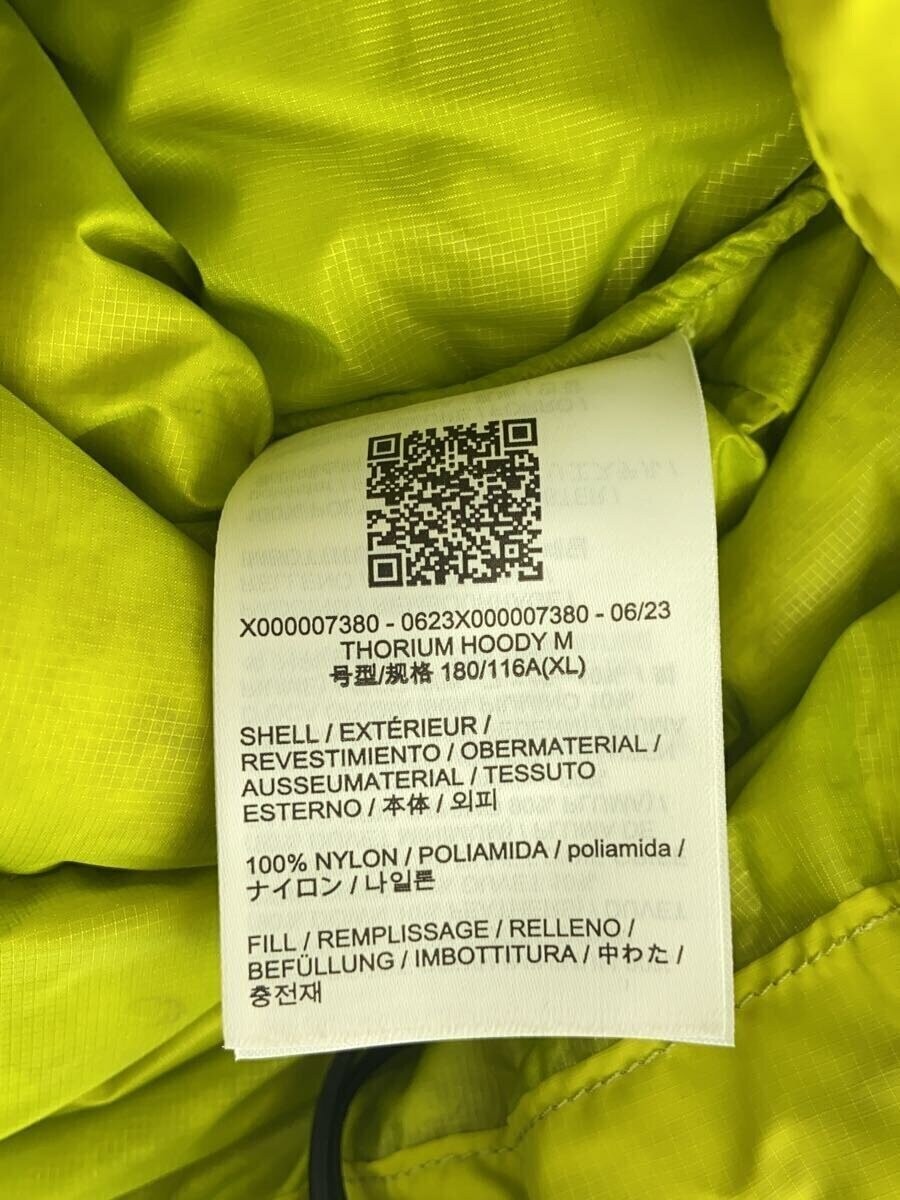 X000007380 - 0623X000007380 - 06/23
THORIUM HOODY M
号型/规格 180/116A(XL)
SHELL / EXTÉRIEUR /
REVESTIMIENTO / OBERMATERIAL /
AUSSEUMATERIAL / TESSUTO
ESTERNO / 本体 / 외피
100% NYLON / POLIAMIDA / poliamida /
ナイロン / 나일론
FILL / REMPLISSAGE / RELLENO /
BEFÜLLUNG / IMBOTTITURA / 中わた /
충전재